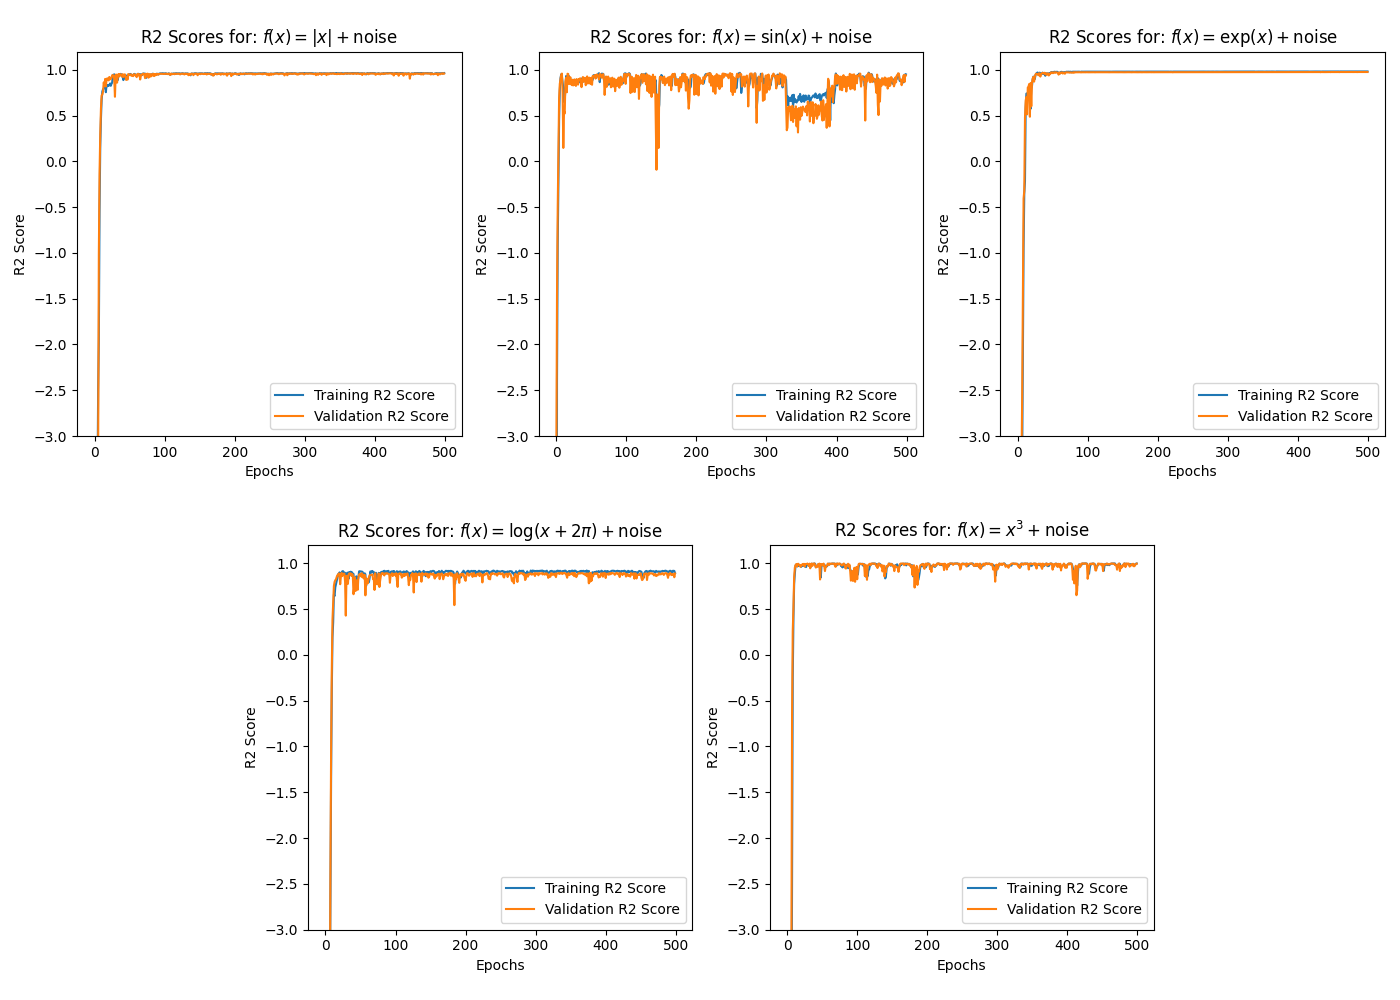 R2 Scores for: f(x) = |x| + noise
R2 Score
1.0
0.5
0.0
−0.5
−1.0
−1.5
−2.0
−2.5
−3.0
0 100 200 300 400 500
Epochs
Training R2 Score
Validation R2 Score
R2 Scores for: f(x) = sin(x) + noise
R2 Score
1.0
0.5
0.0
−0.5
−1.0
−1.5
−2.0
−2.5
−3.0
0 100 200 300 400 500
Epochs
Training R2 Score
Validation R2 Score
R2 Scores for: f(x) = exp(x) + noise
R2 Score
1.0
0.5
0.0
−0.5
−1.0
−1.5
−2.0
−2.5
−3.0
0 100 200 300 400 500
Epochs
Training R2 Score
Validation R2 Score
R2 Scores for: f(x) = log(x + 2π) + noise
R2 Score
1.0
0.5
0.0
−0.5
−1.0
−1.5
−2.0
−2.5
−3.0
0 100 200 300 400 500
Epochs
Training R2 Score
Validation R2 Score
R2 Scores for: f(x) = x³ + noise
R2 Score
1.0
0.5
0.0
−0.5
−1.0
−1.5
−2.0
−2.5
−3.0
0 100 200 300 400 500
Epochs
Training R2 Score
Validation R2 Score